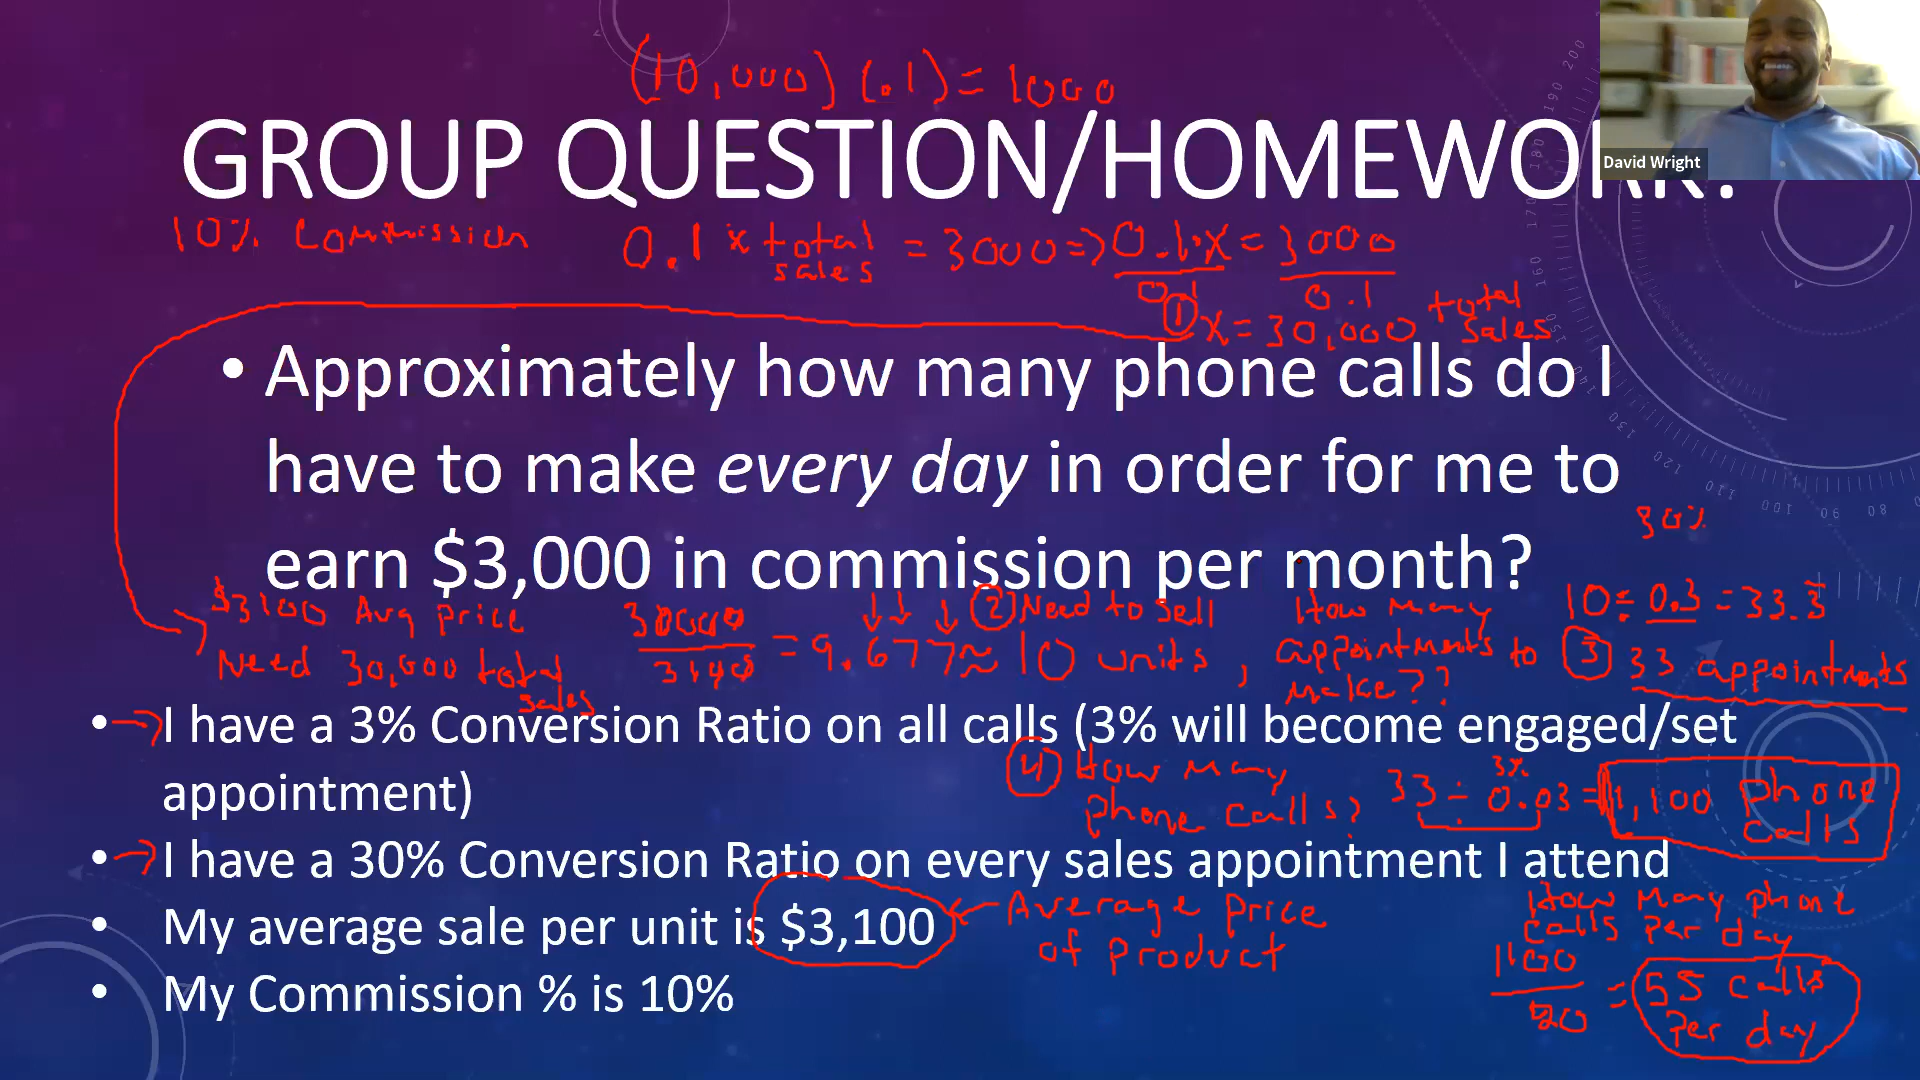 (10,000) (.1) = 1000
GROUP QUESTION/HOMEWORK:
David Wright
10% Commission
0.1 x total sales = 3000 => 0.1·x = 3000
0.1 0.1
① x = 30,000 total sales
• Approximately how many phone calls do I
have to make every day in order for me to
earn $3,000 in commission per month?
30%
$3100 Avg price
Need 30,000 total sales
30000
3100
= 9.677 ≈ 10 units,
② Need to sell
How many
appointments to
make??
10 ÷ 0.3 = 33.3
③ 33 appointments
• → I have a 3% Conversion Ratio on all calls (3% will become engaged/set
appointment)
④ How many
phone calls?
3%
33 ÷ 0.03 = 1,100 phone
calls
• → I have a 30% Conversion Ratio on every sales appointment I attend
• My average sale per unit is $3,100
← Average price
of product
• My Commission % is 10%
How many phone
calls per day
1100
20
= 55 calls
per day